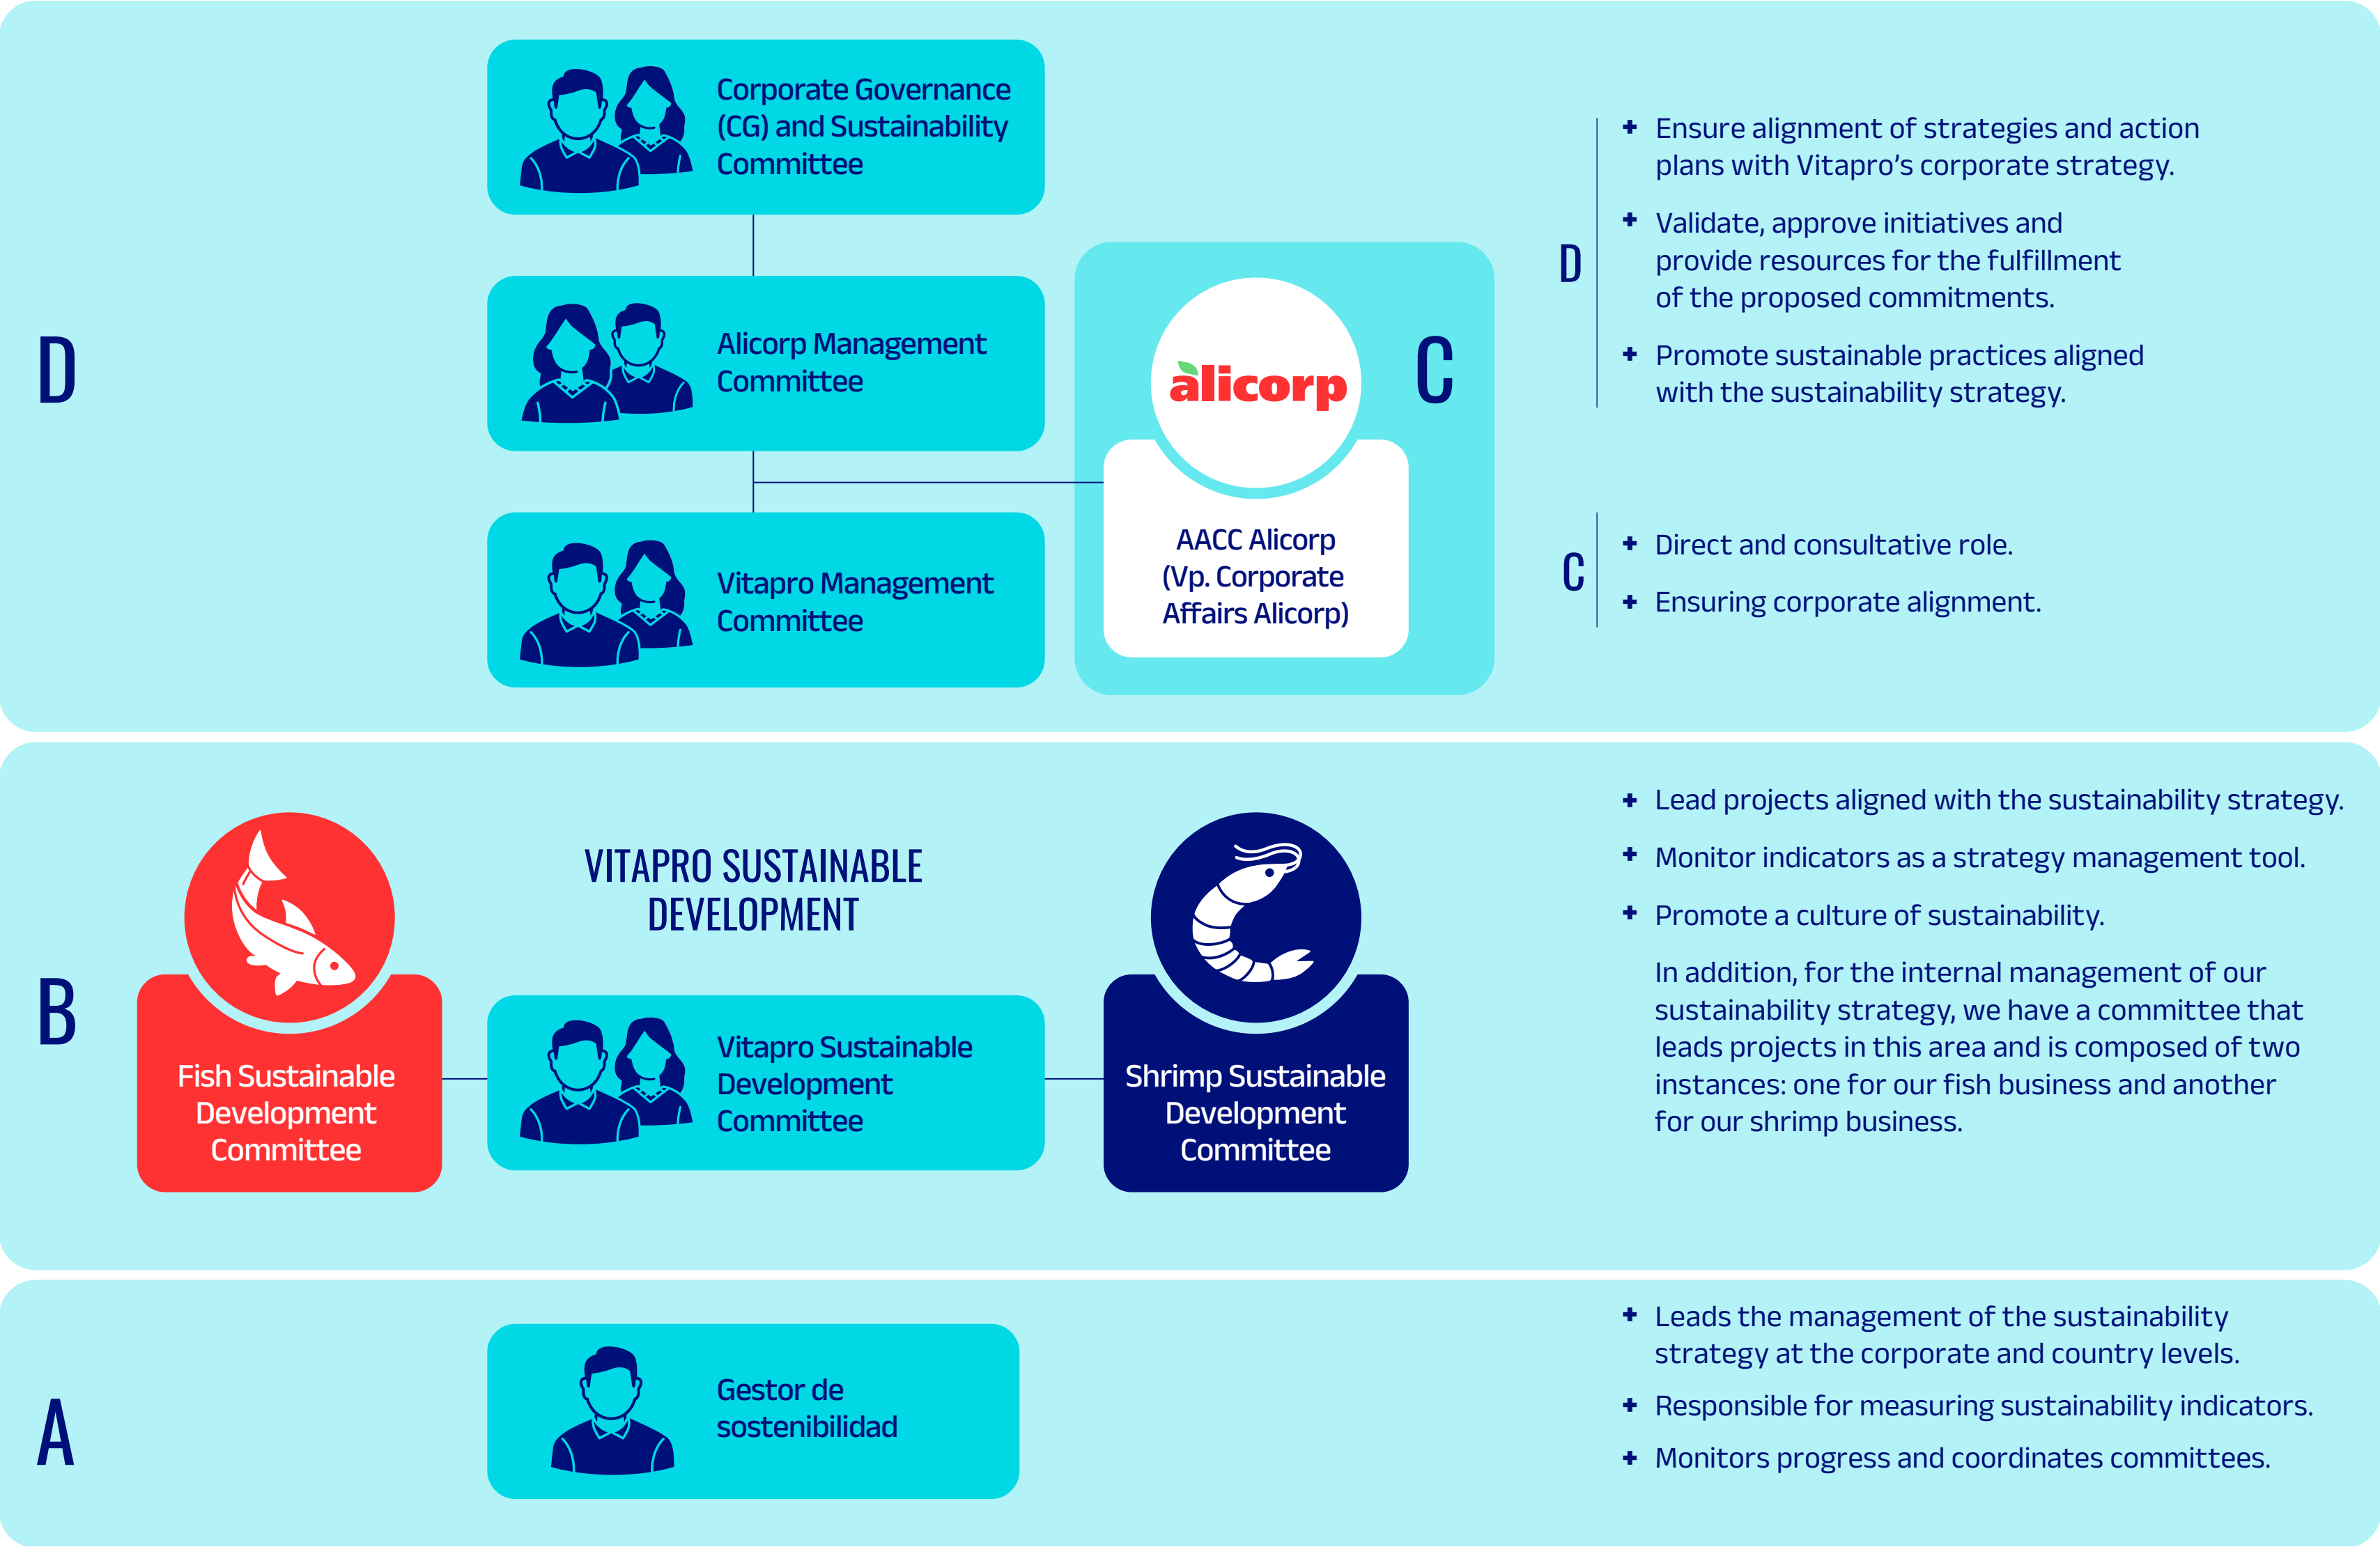 D
Corporate Governance
(CG) and Sustainability
Committee
Alicorp Management
Committee
Vitapro Management
Committee
alicorp
AACC Alicorp
(Vp. Corporate
Affairs Alicorp)
C
D
+ Ensure alignment of strategies and action
plans with Vitapro’s corporate strategy.
+ Validate, approve initiatives and
provide resources for the fulfillment
of the proposed commitments.
+ Promote sustainable practices aligned
with the sustainability strategy.
C
+ Direct and consultative role.
+ Ensuring corporate alignment.
B
VITAPRO SUSTAINABLE
DEVELOPMENT
Fish Sustainable
Development
Committee
Vitapro Sustainable
Development
Committee
Shrimp Sustainable
Development
Committee
+ Lead projects aligned with the sustainability strategy.
+ Monitor indicators as a strategy management tool.
+ Promote a culture of sustainability.
In addition, for the internal management of our
sustainability strategy, we have a committee that
leads projects in this area and is composed of two
instances: one for our fish business and another
for our shrimp business.
A
Gestor de
sostenibilidad
+ Leads the management of the sustainability
strategy at the corporate and country levels.
+ Responsible for measuring sustainability indicators.
+ Monitors progress and coordinates committees.